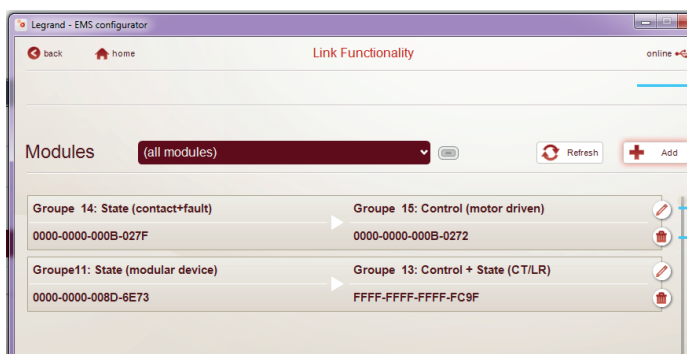 Legrand - EMS configurator
back home Link Functionality online
Modules (all modules) Refresh Add
Groupe 14: State (contact+fault) Groupe 15: Control (motor driven)
0000-0000-000B-027F 0000-0000-000B-0272
Groupe11: State (modular device) Groupe 13: Control + State (CT/LR)
0000-0000-008D-6E73 FFFF-FFFF-FFFF-FC9F